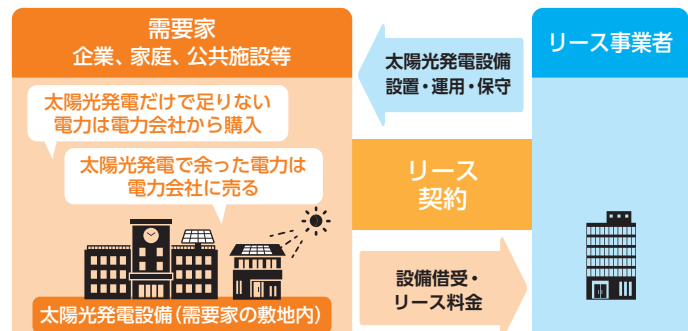 需要家
企業、家庭、公共施設等
太陽光発電だけで足りない
電力は電力会社から購入
太陽光発電で余った電力は
電力会社に売る
太陽光発電設備(需要家の敷地内)
太陽光発電設備
設置・運用・保守
リース
契約
設備借受・
リース料金
リース事業者